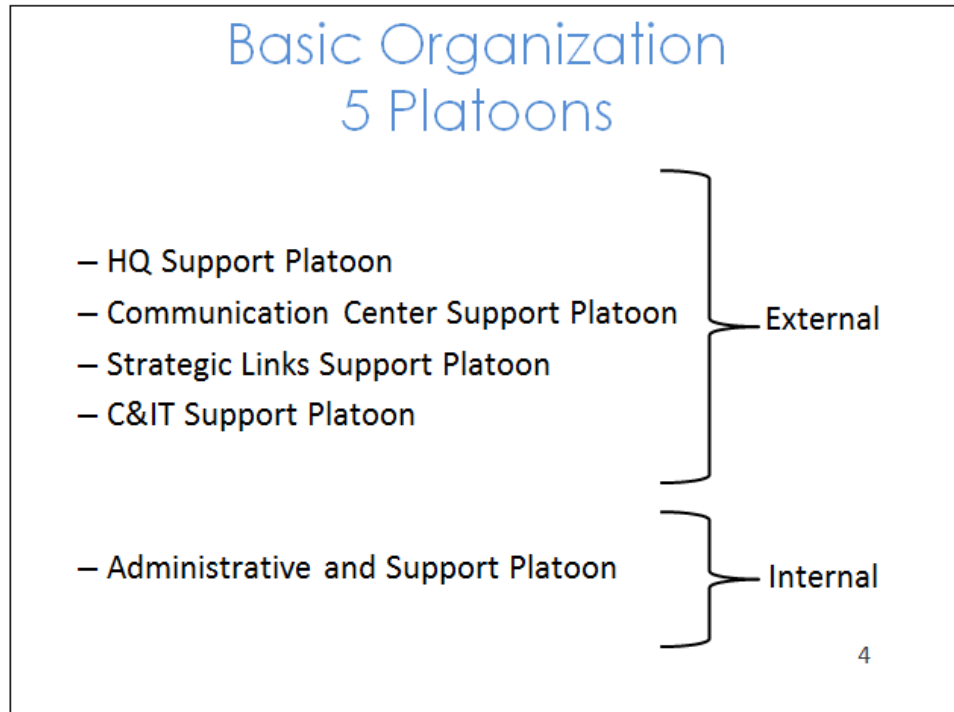 Basic Organization
5 Platoons
– HQ Support Platoon
– Communication Center Support Platoon
– Strategic Links Support Platoon
– C&IT Support Platoon
External
– Administrative and Support Platoon
Internal
4